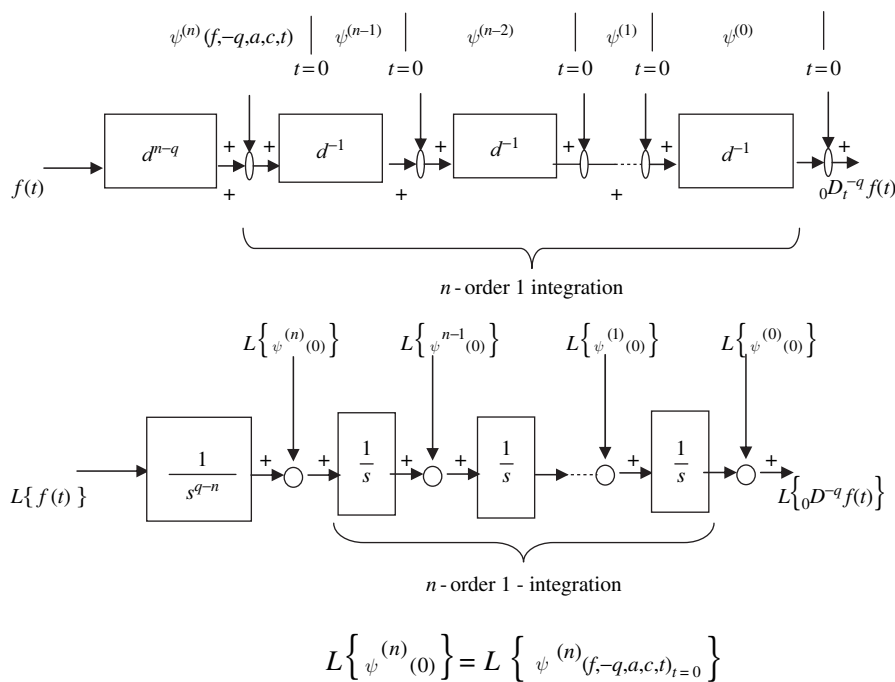 ψ^(n)(f,−q,a,c,t) | ψ^(n−1) | ψ^(n−2) | ψ^(1) | ψ^(0) |
t=0 t=0 t=0 t=0 t=0
d^(n−q) + + d^−1 + + d^−1 + + d^−1 +
f(t) + + + + ₀D_t^−q f(t)
n - order 1 integration
L{ψ^(n)(0)} L{ψ^n−1(0)} L{ψ^(1)(0)} L{ψ^(0)(0)}
1/s^(q−n) + + 1/s + + 1/s + 1/s + +
L{f(t)} L{₀D^−q f(t)}
n - order 1 - integration
L{ψ^(n)(0)} = L{ψ^(n)(f,−q,a,c,t)_t=0}